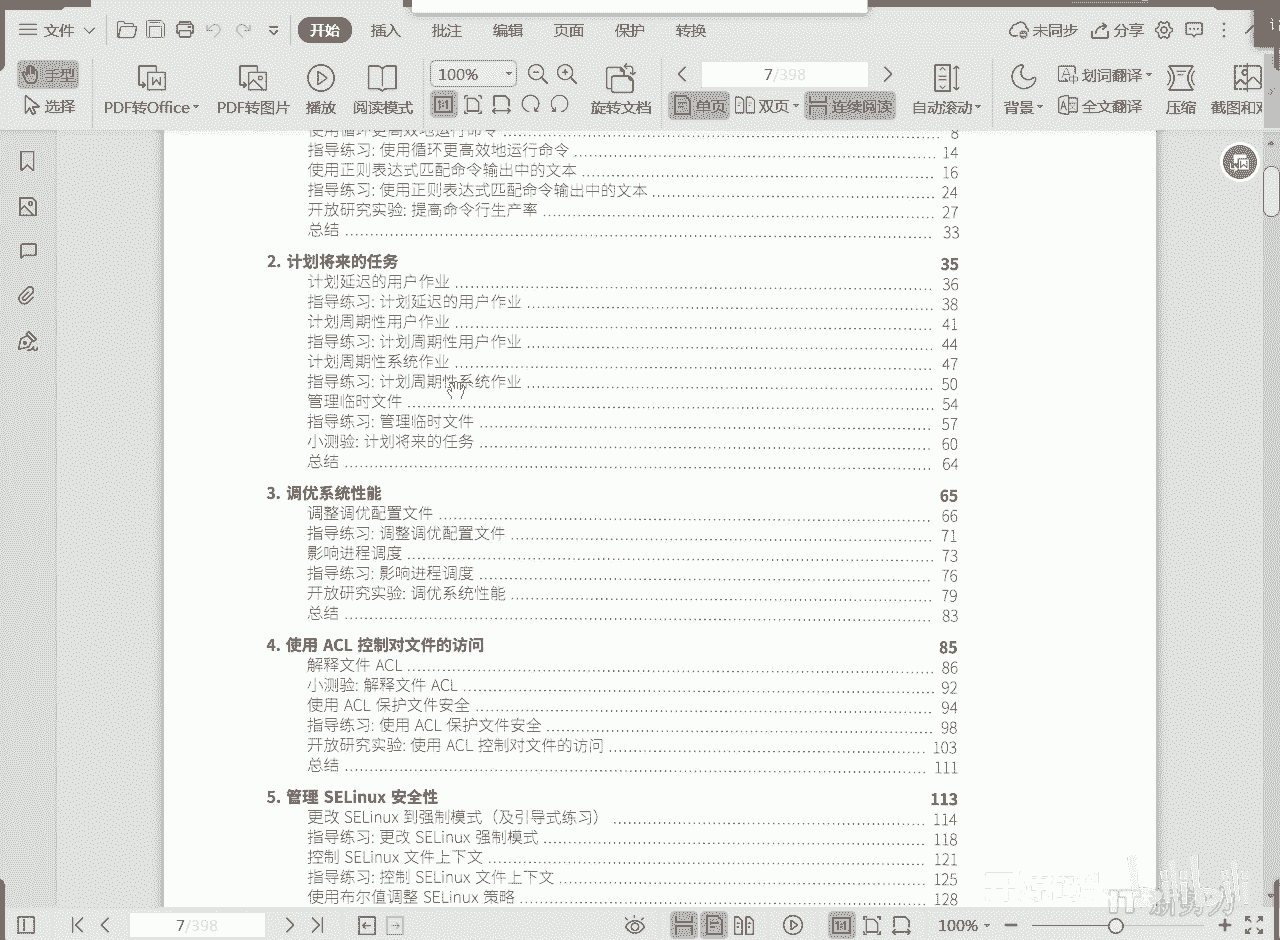 文件 开始 插入 批注 编辑 页面 保护 转换 未同步 分享
手型 100% 7/398 划词翻译
选择 PDF转Office PDF转图片 播放 阅读模式 旋转文档 单页 双页 连续阅读 自动滚动 背景 全文翻译 压缩 截图和对
使用循环更高效地运行命令 8
指导练习: 使用循环更高效地运行命令 14
使用正则表达式匹配命令输出中的文本 16
指导练习: 使用正则表达式匹配命令输出中的文本 24
开放研究实验: 提高命令行生产率 27
总结 33
2. 计划将来的任务 35
计划延迟的用户作业 36
指导练习: 计划延迟的用户作业 38
计划周期性用户作业 41
指导练习: 计划周期性用户作业 44
计划周期性系统作业 47
指导练习: 计划周期性系统作业 50
管理临时文件 54
指导练习: 管理临时文件 57
小测验: 计划将来的任务 60
总结 64
3. 调优系统性能 65
调整调优配置文件 66
指导练习: 调整调优配置文件 71
影响进程调度 73
指导练习: 影响进程调度 76
开放研究实验: 调优系统性能 79
总结 83
4. 使用 ACL 控制对文件的访问 85
解释文件 ACL 86
小测验: 解释文件 ACL 92
使用 ACL 保护文件安全 94
指导练习: 使用 ACL 保护文件安全 98
开放研究实验: 使用 ACL 控制对文件的访问 103
总结 111
5. 管理 SELinux 安全性 113
更改 SELinux 到强制模式（及引导式练习） 114
指导练习: 更改 SELinux 强制模式 118
控制 SELinux 文件上下文 121
指导练习: 控制 SELinux 文件上下文 125
使用布尔值调整 SELinux 策略 128
7/398 100%